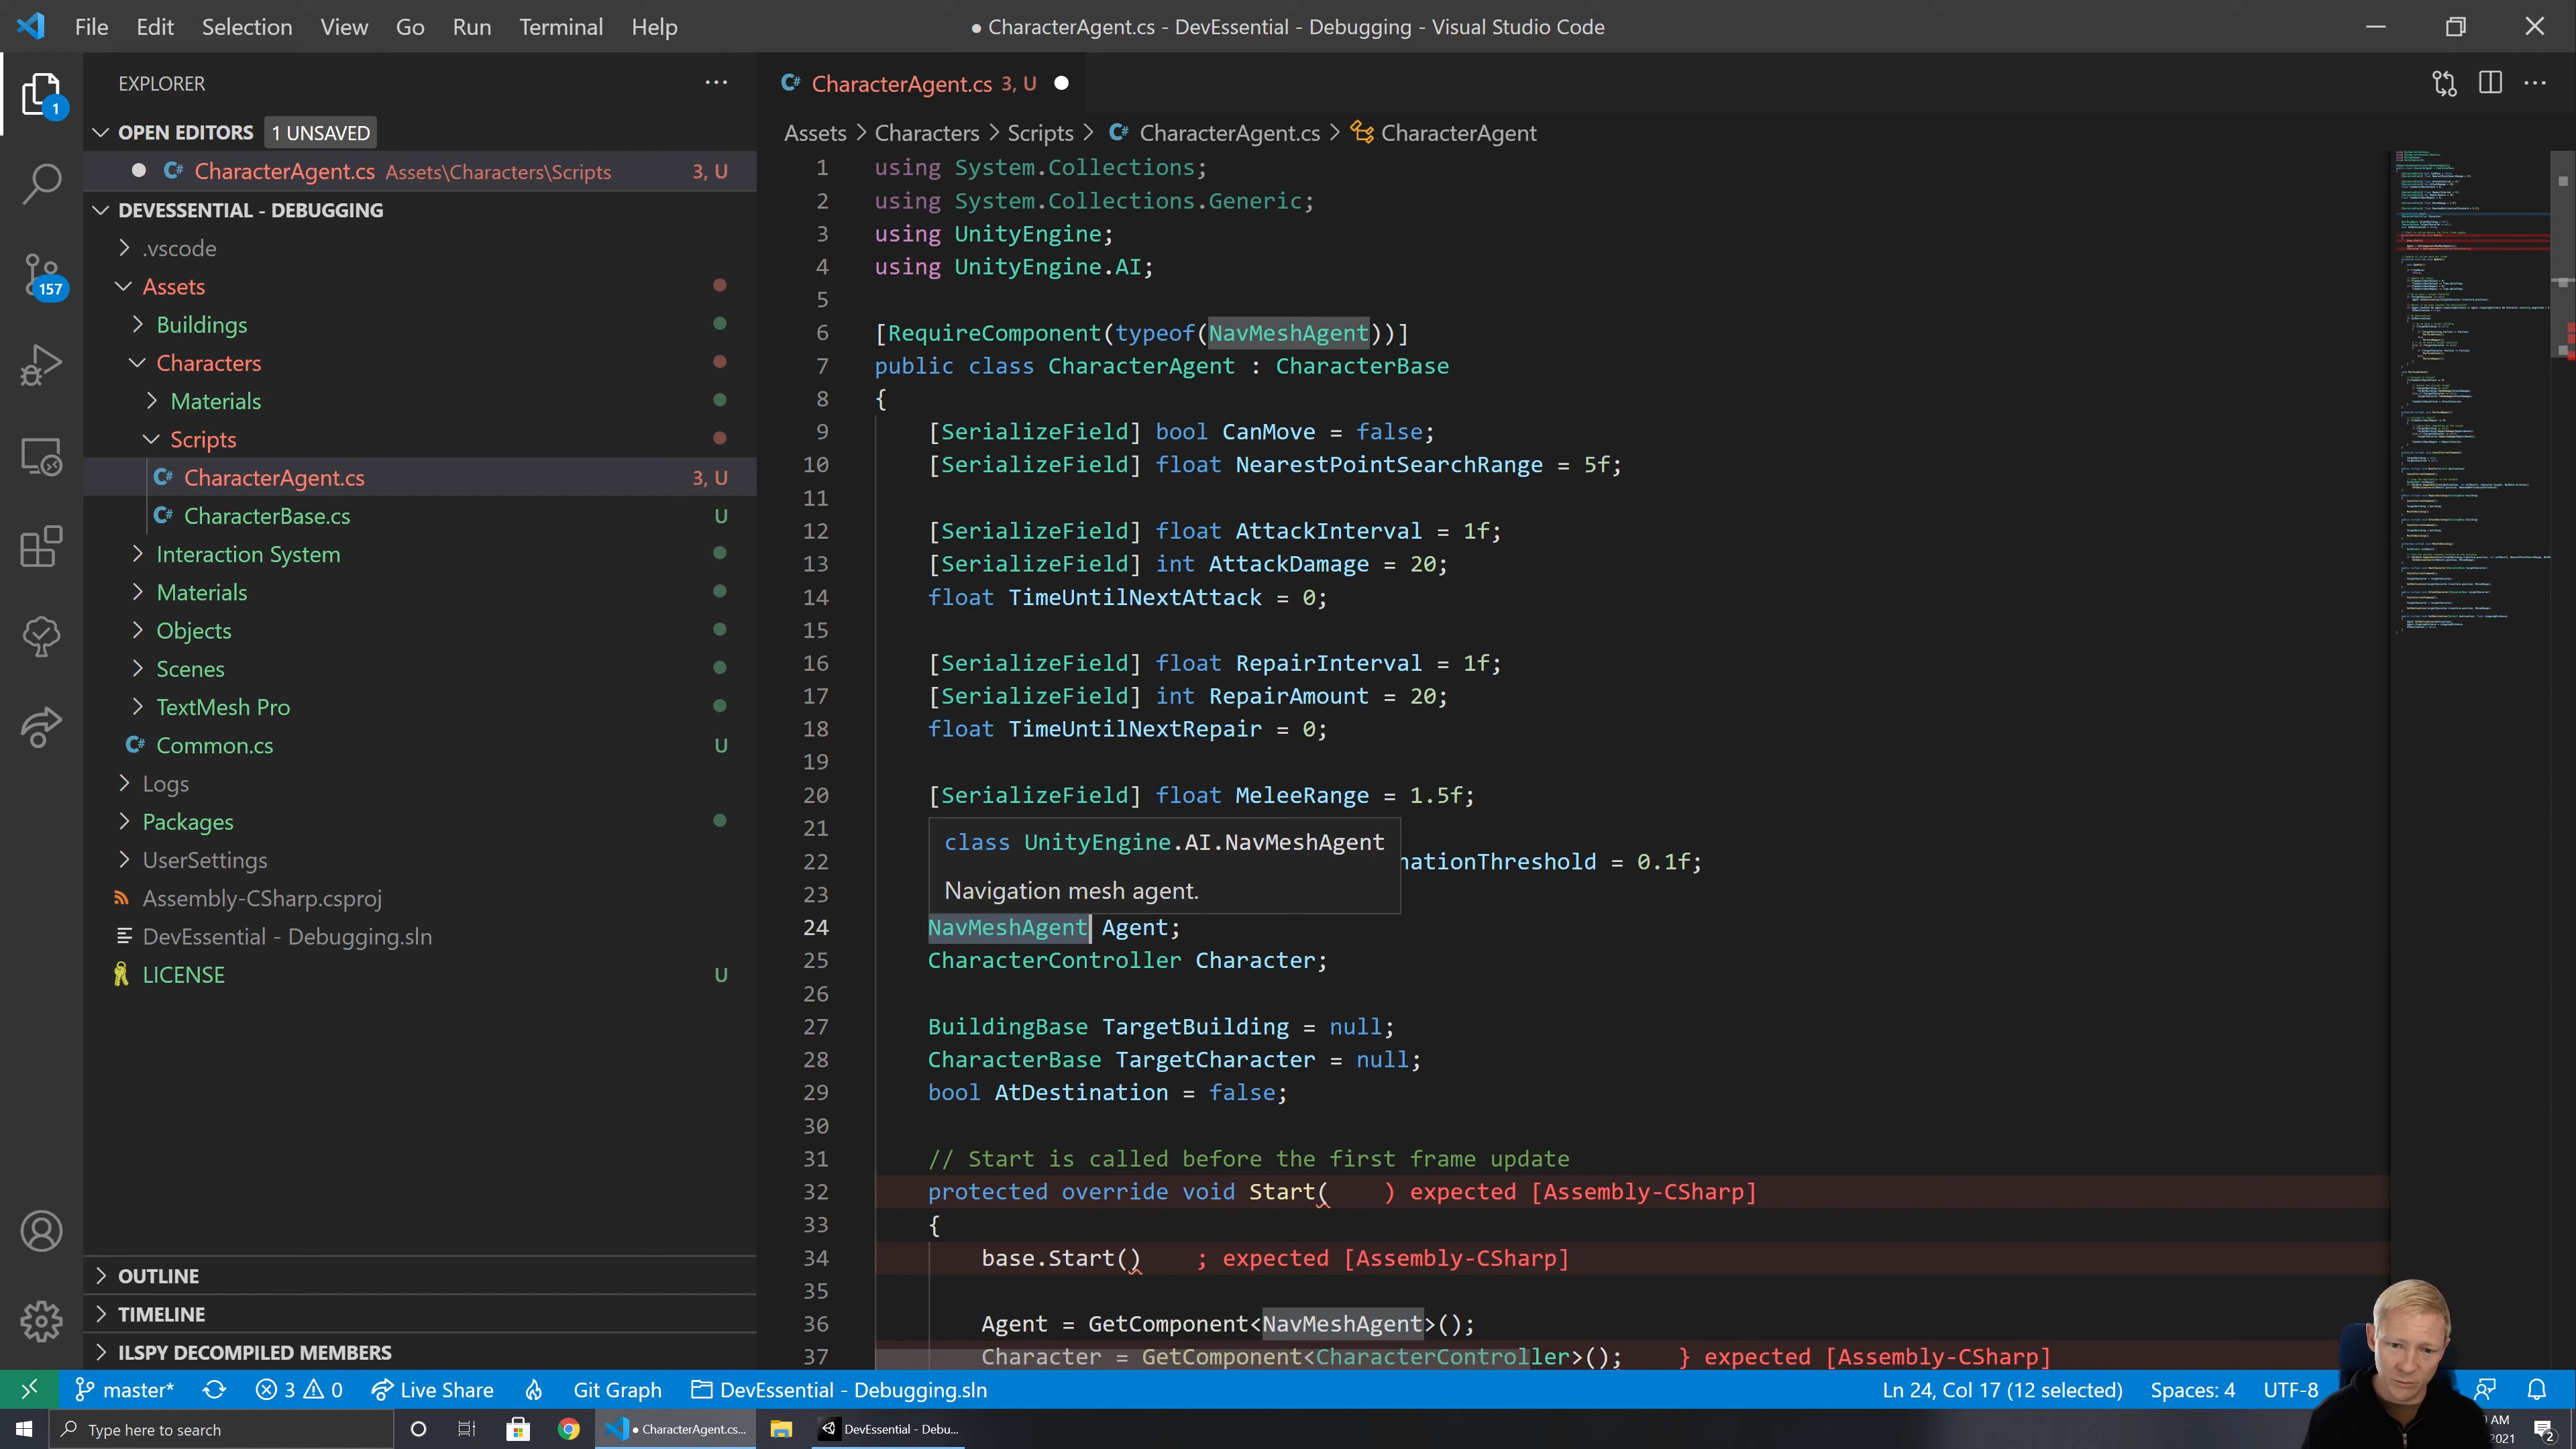 File Edit Selection View Go Run Terminal Help
● CharacterAgent.cs - DevEssential - Debugging - Visual Studio Code
EXPLORER
OPEN EDITORS 1 UNSAVED
CharacterAgent.cs Assets\Characters\Scripts 3, U
DEVESSENTIAL - DEBUGGING
.vscode
Assets
Buildings
Characters
Materials
Scripts
CharacterAgent.cs 3, U
CharacterBase.cs U
Interaction System
Materials
Objects
Scenes
TextMesh Pro
Common.cs U
Logs
Packages
UserSettings
Assembly-CSharp.csproj
DevEssential - Debugging.sln
LICENSE U
OUTLINE
TIMELINE
ILSPY DECOMPILED MEMBERS
1
157
CharacterAgent.cs 3, U
Assets > Characters > Scripts > CharacterAgent.cs > CharacterAgent
1 using System.Collections;
2 using System.Collections.Generic;
3 using UnityEngine;
4 using UnityEngine.AI;
5
6 [RequireComponent(typeof(NavMeshAgent))]
7 public class CharacterAgent : CharacterBase
8 {
9 [SerializeField] bool CanMove = false;
10 [SerializeField] float NearestPointSearchRange = 5f;
11
12 [SerializeField] float AttackInterval = 1f;
13 [SerializeField] int AttackDamage = 20;
14 float TimeUntilNextAttack = 0;
15
16 [SerializeField] float RepairInterval = 1f;
17 [SerializeField] int RepairAmount = 20;
18 float TimeUntilNextRepair = 0;
19
20 [SerializeField] float MeleeRange = 1.5f;
21
class UnityEngine.AI.NavMeshAgent
22 nationThreshold = 0.1f;
Navigation mesh agent.
23
24 NavMeshAgent Agent;
25 CharacterController Character;
26
27 BuildingBase TargetBuilding = null;
28 CharacterBase TargetCharacter = null;
29 bool AtDestination = false;
30
31 // Start is called before the first frame update
32 protected override void Start( ) expected [Assembly-CSharp]
33 {
34 base.Start() ; expected [Assembly-CSharp]
35
36 Agent = GetComponent<NavMeshAgent>();
37 Character = GetComponent<CharacterController>(); } expected [Assembly-CSharp]
master* 3 0 Live Share Git Graph DevEssential - Debugging.sln Ln 24, Col 17 (12 selected) Spaces: 4 UTF-8
Type here to search ● CharacterAgent.cs... DevEssential - Debu... AM
2021 2